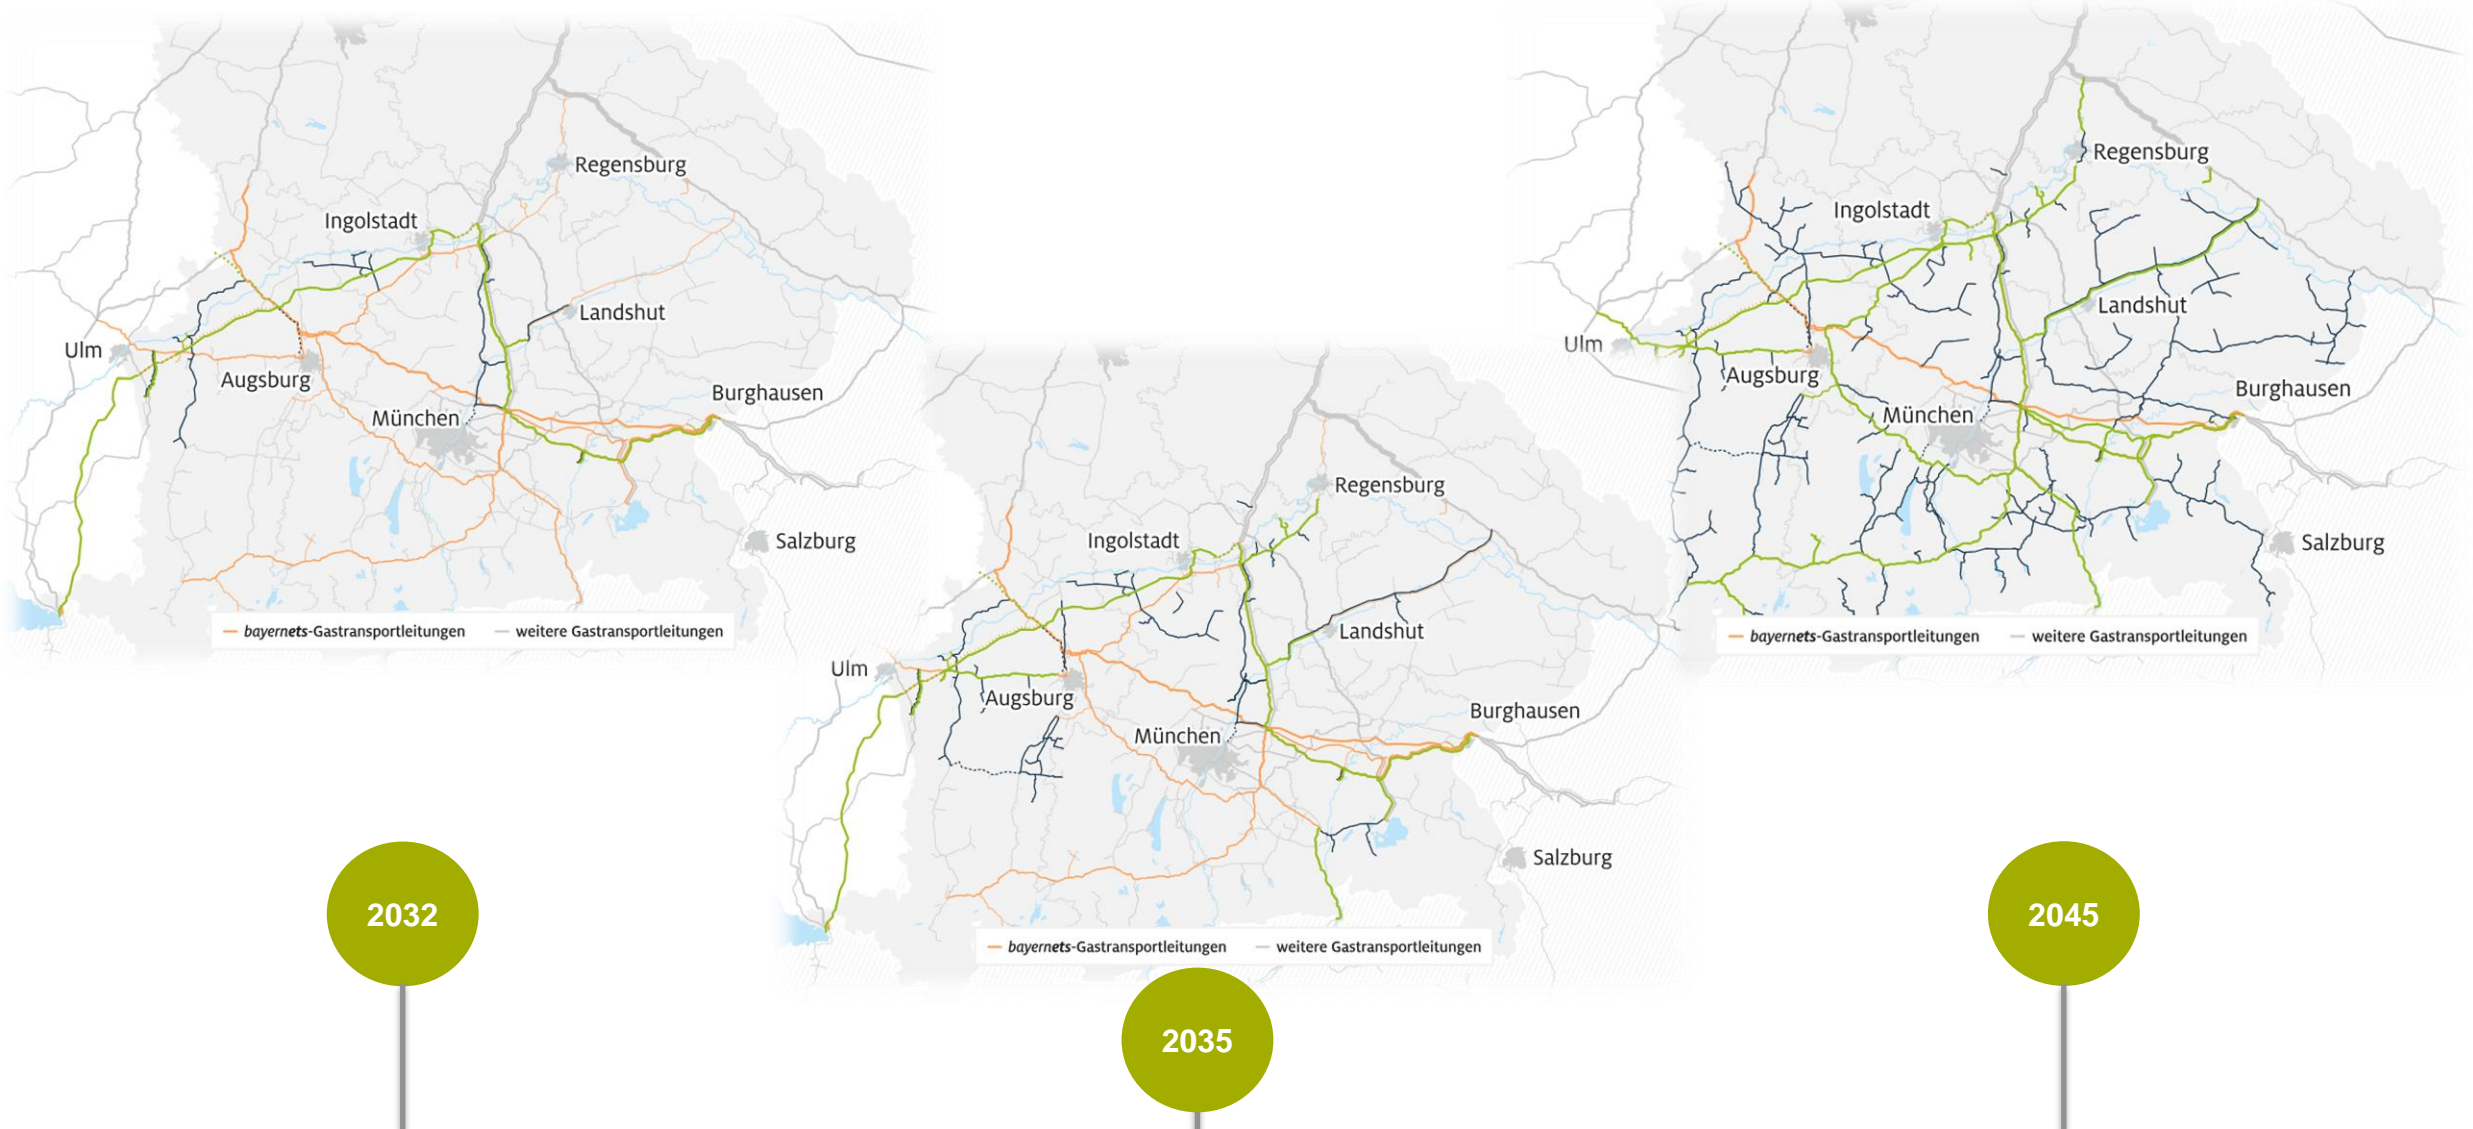 Regensburg
Ingolstadt
Landshut
Ulm
Augsburg
Burghausen
München
Salzburg
bayernets-Gastransportleitungen weitere Gastransportleitungen
2032
Regensburg
Ingolstadt
Landshut
Ulm
Augsburg
Burghausen
München
Salzburg
bayernets-Gastransportleitungen weitere Gastransportleitungen
2035
Regensburg
Ingolstadt
Landshut
Ulm
Augsburg
Burghausen
München
Salzburg
bayernets-Gastransportleitungen weitere Gastransportleitungen
2045